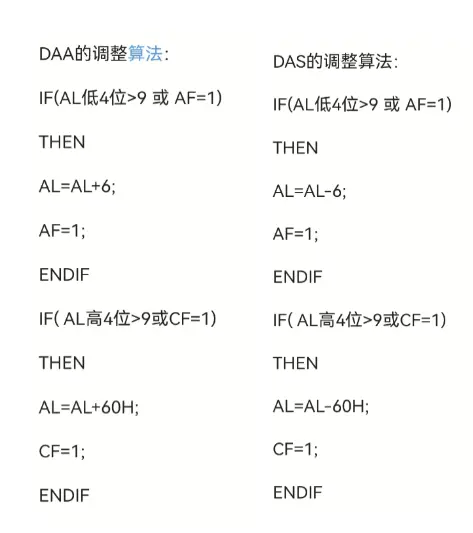 DAA的调整算法：
IF(AL低4位>9 或 AF=1)
THEN
AL=AL+6;
AF=1;
ENDIF
IF( AL高4位>9或CF=1)
THEN
AL=AL+60H;
CF=1;
ENDIF
DAS的调整算法：
IF(AL低4位>9 或 AF=1)
THEN
AL=AL-6;
AF=1;
ENDIF
IF( AL高4位>9或CF=1)
THEN
AL=AL-60H;
CF=1;
ENDIF